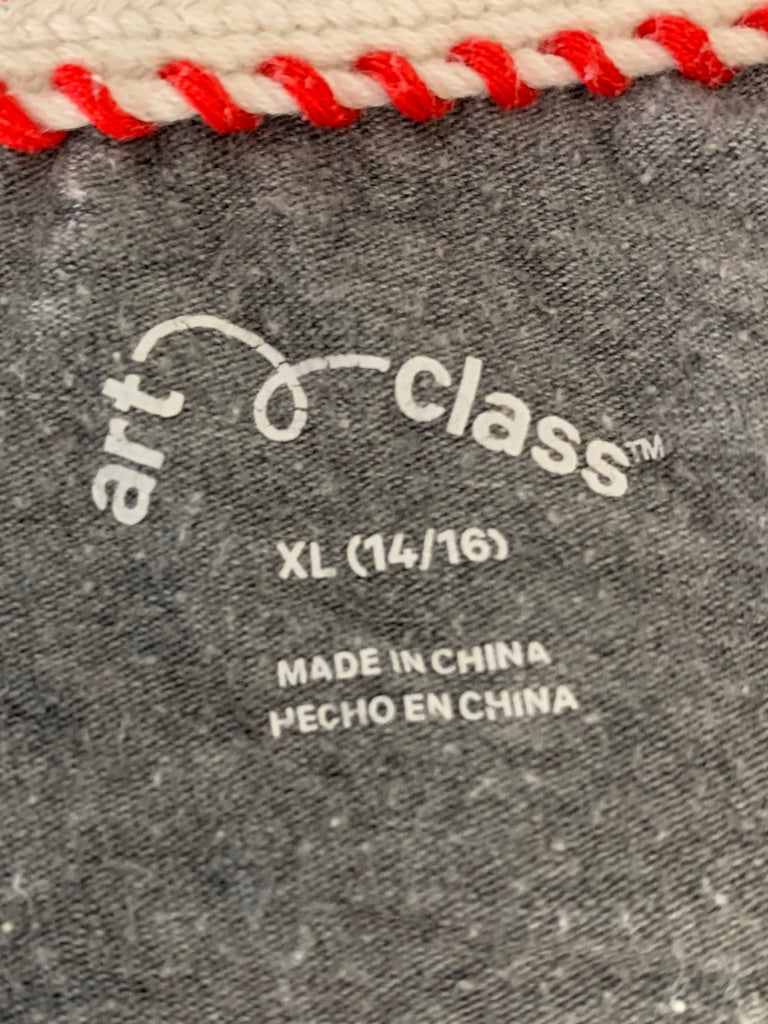 art class™
XL (14/16)
MADE IN CHINA
HECHO EN CHINA